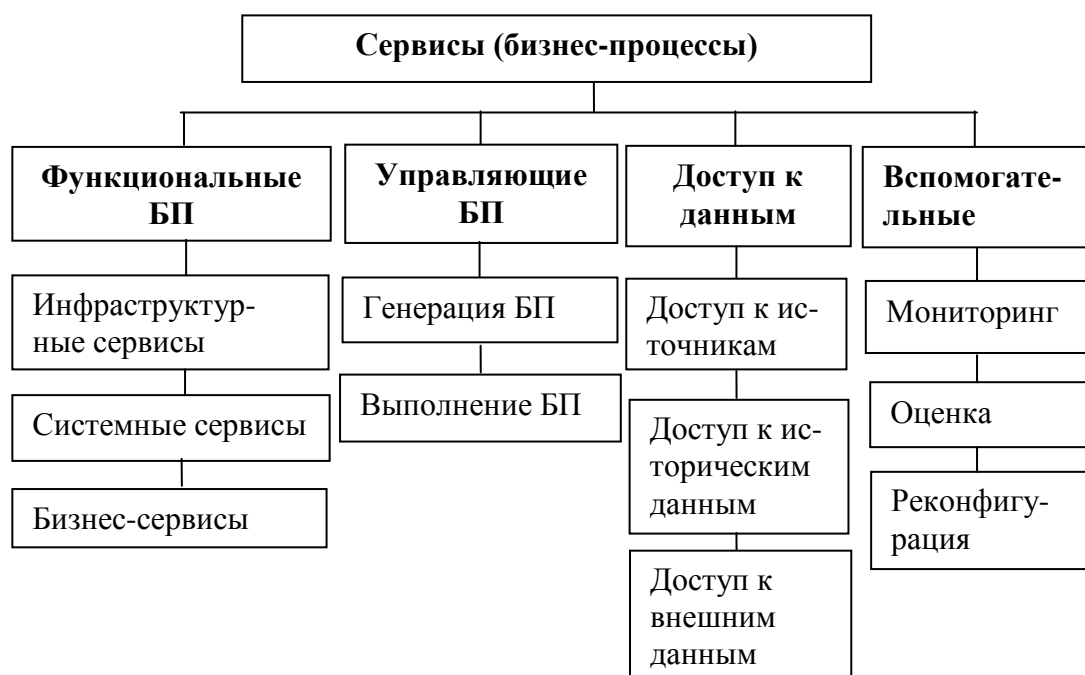 Сервисы (бизнес-процессы)
Функциональные
БП
Инфраструктур-
ные сервисы
Системные сервисы
Бизнес-сервисы
Управляющие
БП
Генерация БП
Выполнение БП
Доступ к
данным
Доступ к ис-
точникам
Доступ к ис-
торическим
данным
Доступ к
внешним
данным
Вспомогате-
льные
Мониторинг
Оценка
Реконфигу-
рация